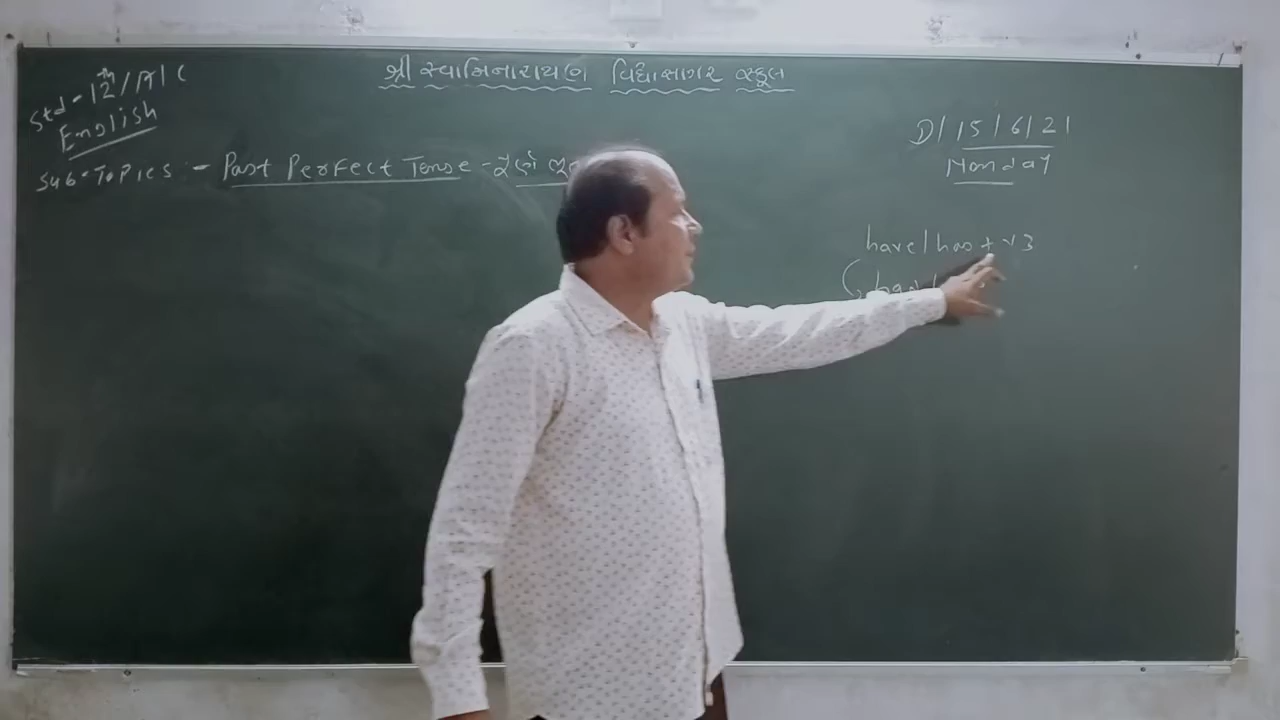 શ્રી સ્વામિનારાયણ વિદ્યાસાગર સ્કૂલ
Std - 12th/A/C
English
D/15/6/21
Monday
Sub-Topics :- Past Perfect Tense - પૂર્ણ
have/has + v3